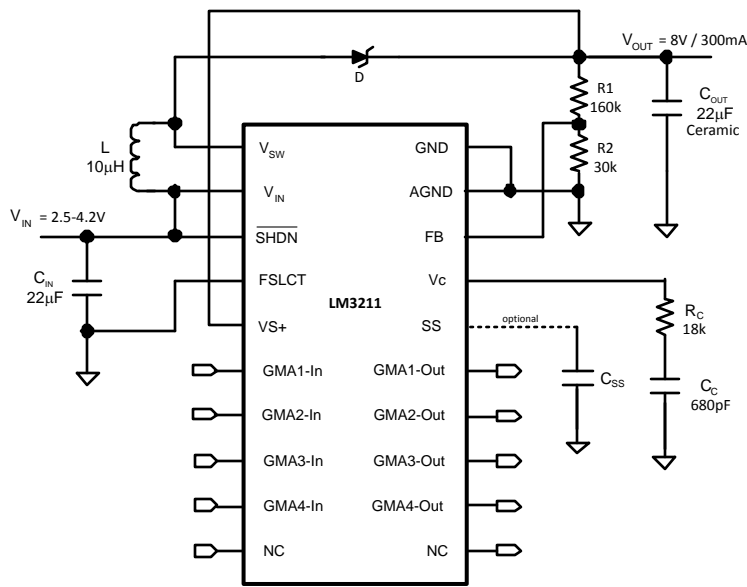 V_OUT = 8V / 300mA
D
R1
160k
C_OUT
22μF
Ceramic
L
10μH
R2
30k
V_SW
GND
V_IN
AGND
V_IN = 2.5-4.2V
SHDN
FB
C_IN
22μF
FSLCT
Vc
LM3211
VS+
SS
optional
R_C
18k
C_SS
C_C
680pF
GMA1-In
GMA1-Out
GMA2-In
GMA2-Out
GMA3-In
GMA3-Out
GMA4-In
GMA4-Out
NC
NC